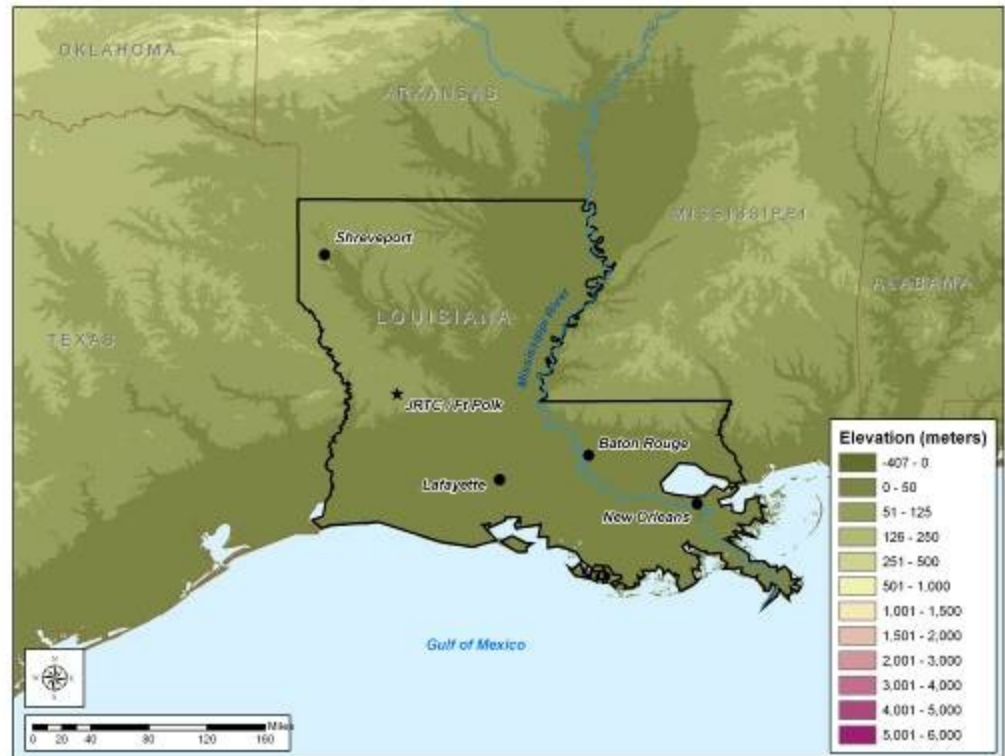 OKLAHOMA
ARKANSAS
MISSISSIPPI
Shreveport
ALABAMA
LOUISIANA
Mississippi River
TEXAS
JRTC / Ft Polk
Baton Rouge
Lafayette
New Orleans
Gulf of Mexico
Elevation (meters)
-407 - 0
0 - 50
51 - 125
126 - 250
251 - 500
501 - 1,000
1,001 - 1,500
1,501 - 2,000
2,001 - 3,000
3,001 - 4,000
4,001 - 5,000
5,001 - 6,000
N
W E
S
Miles
0 20 40 80 120 160